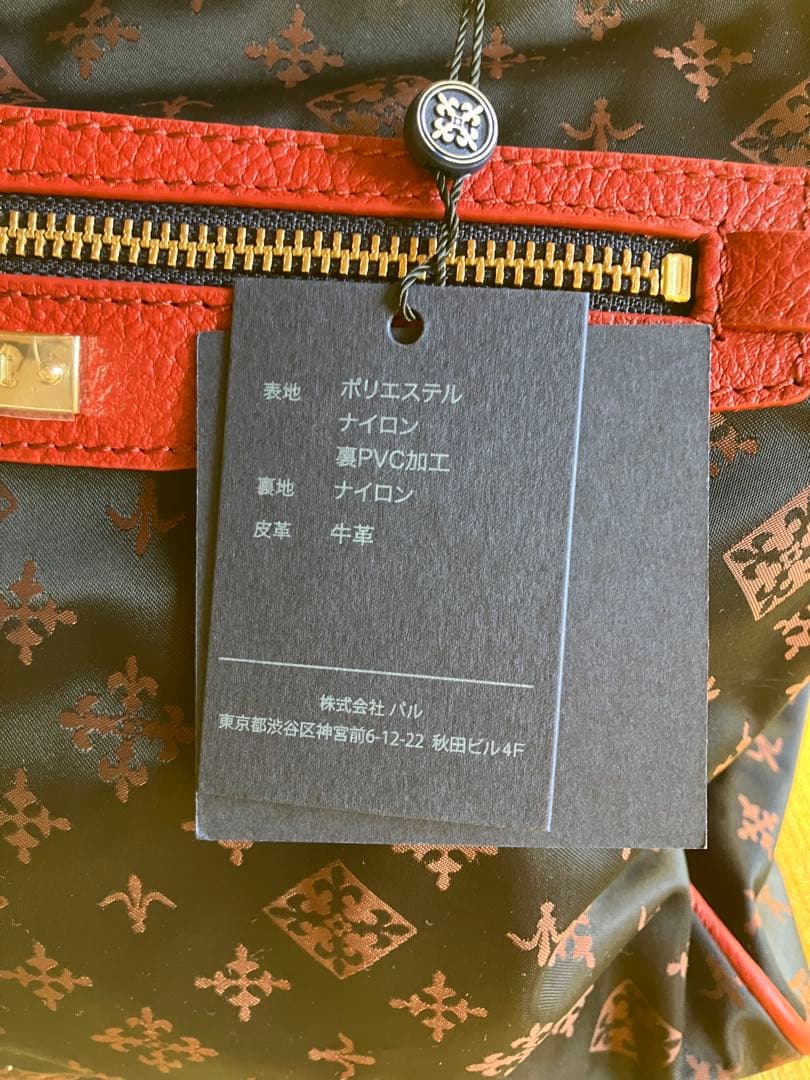 表地 ポリエステル
ナイロン
裏PVC加工
裏地 ナイロン
皮革 牛革
株式会社 パル
東京都渋谷区神宮前6-12-22 秋田ビル4F